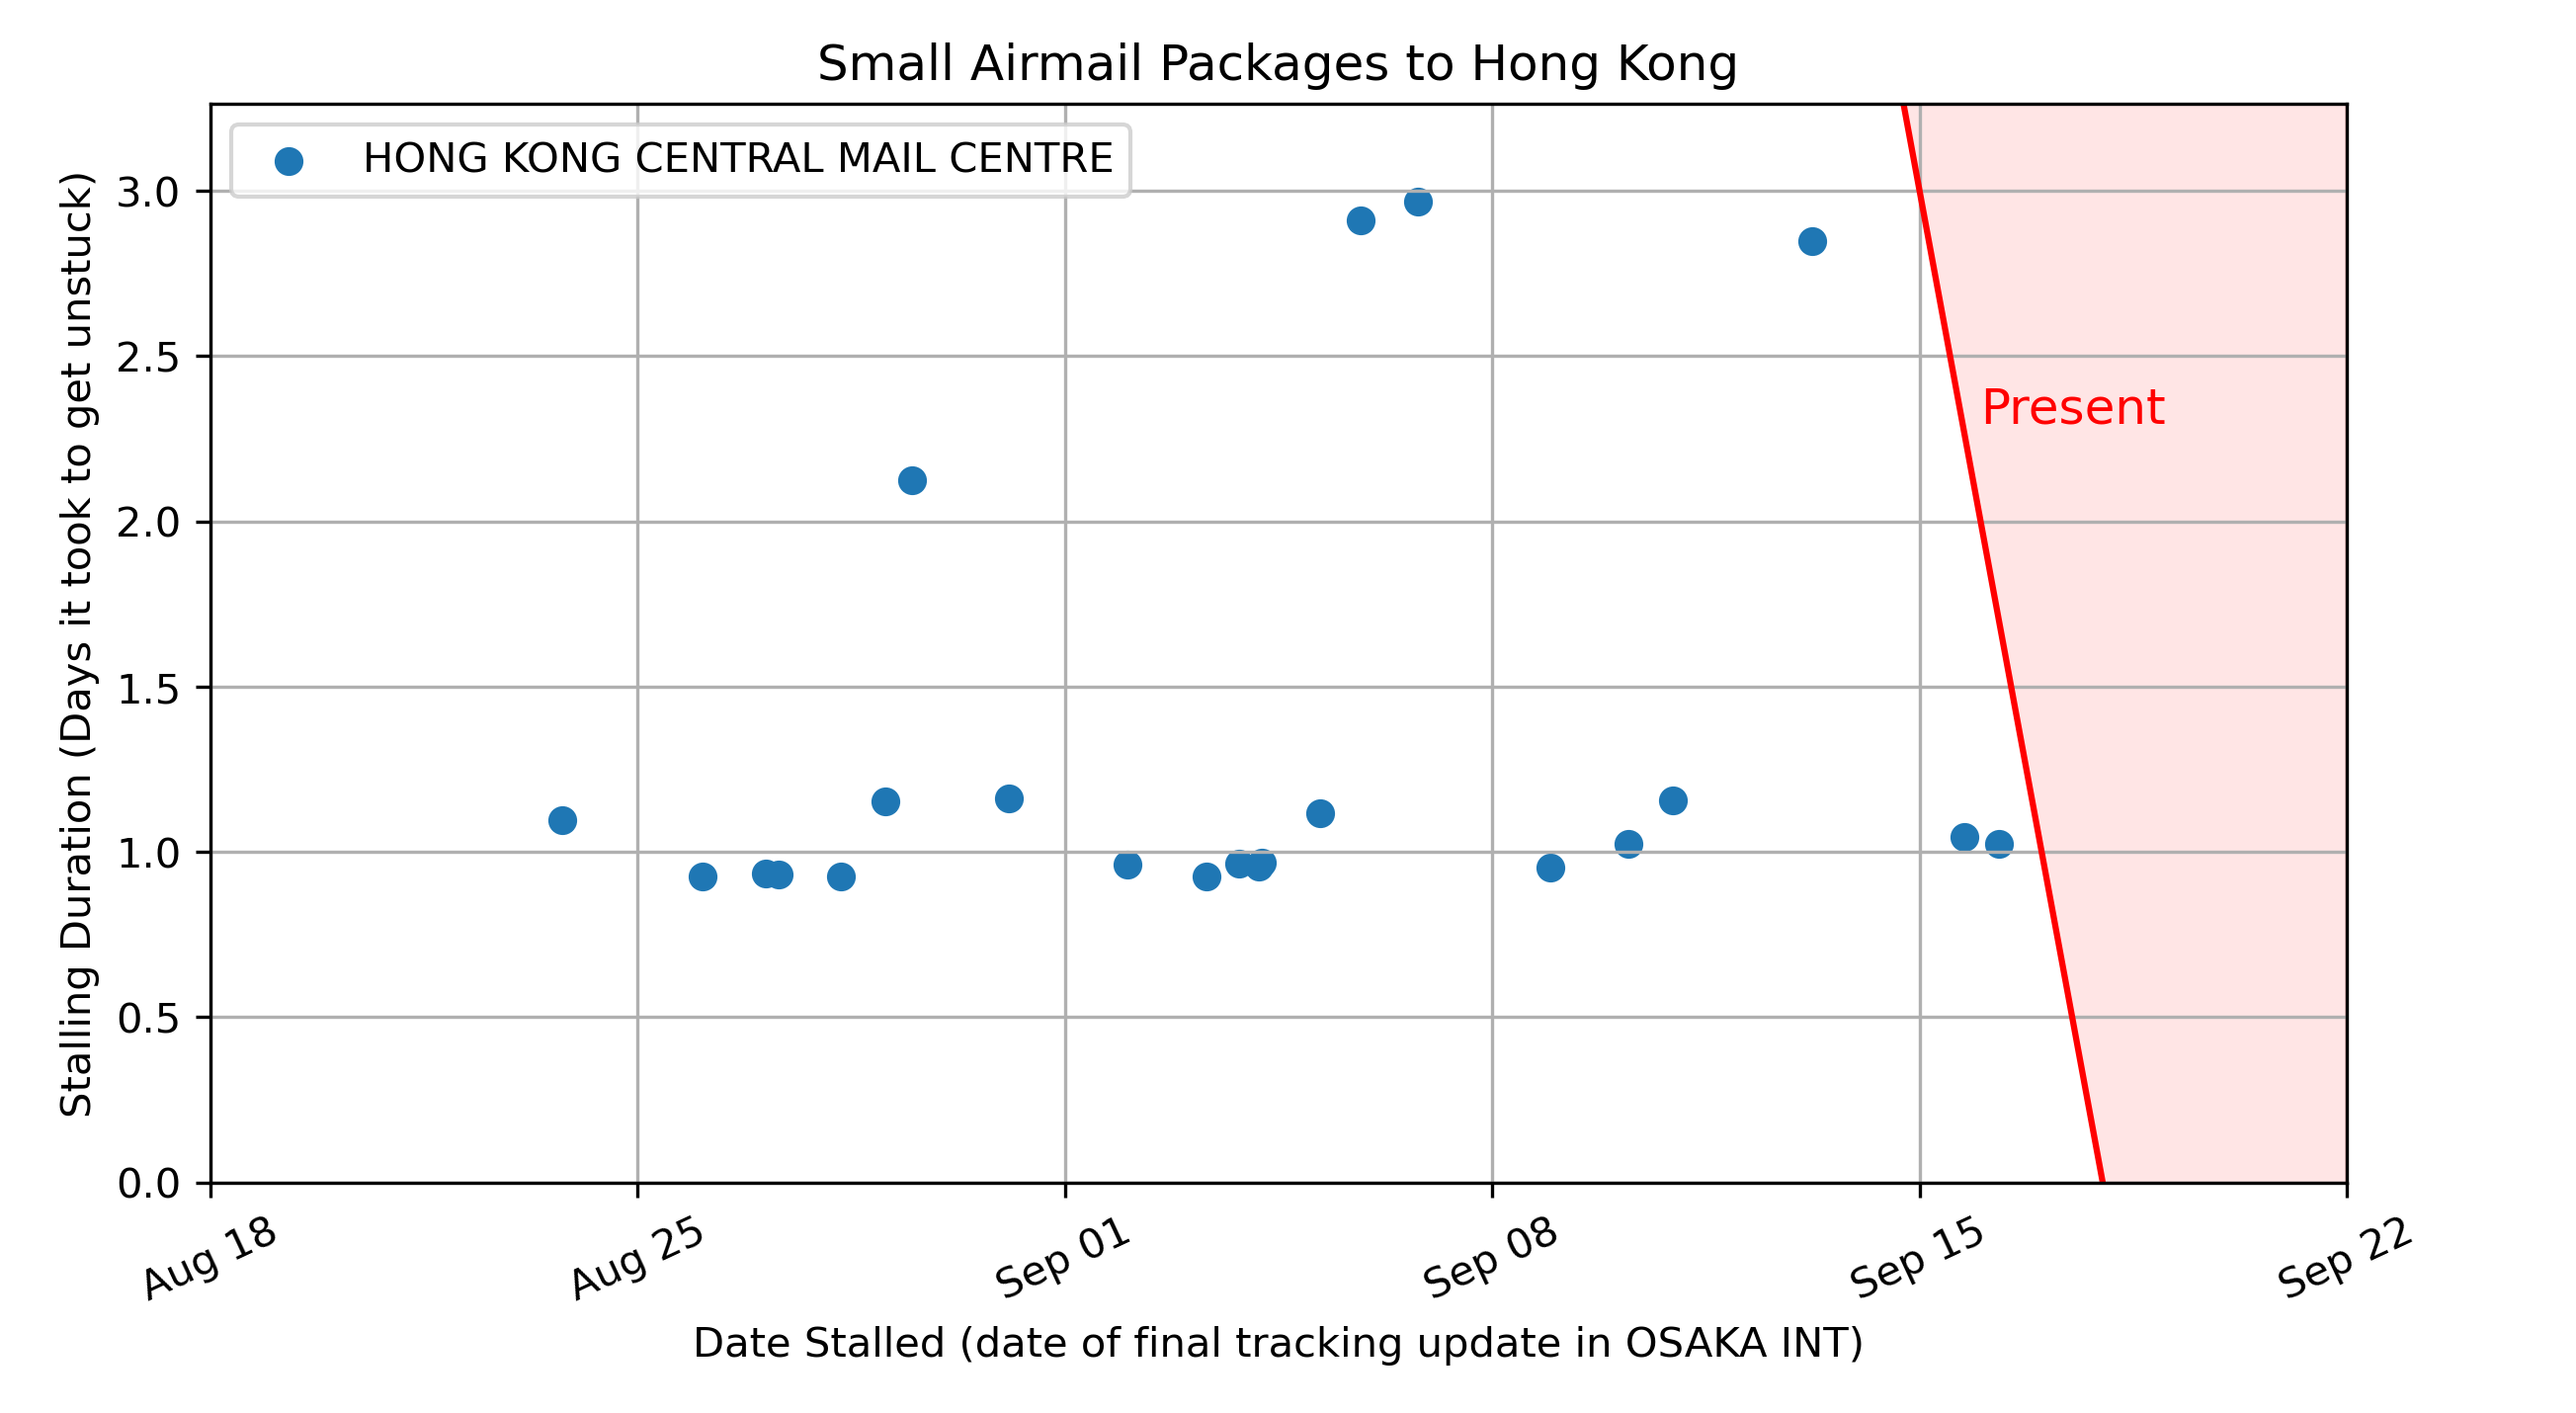 Small Airmail Packages to Hong Kong
HONG KONG CENTRAL MAIL CENTRE
Stalling Duration (Days it took to get unstuck)
3.0
2.5
2.0
1.5
1.0
0.5
0.0
Present
Aug 18
Aug 25
Sep 01
Sep 08
Sep 15
Sep 22
Date Stalled (date of final tracking update in OSAKA INT)